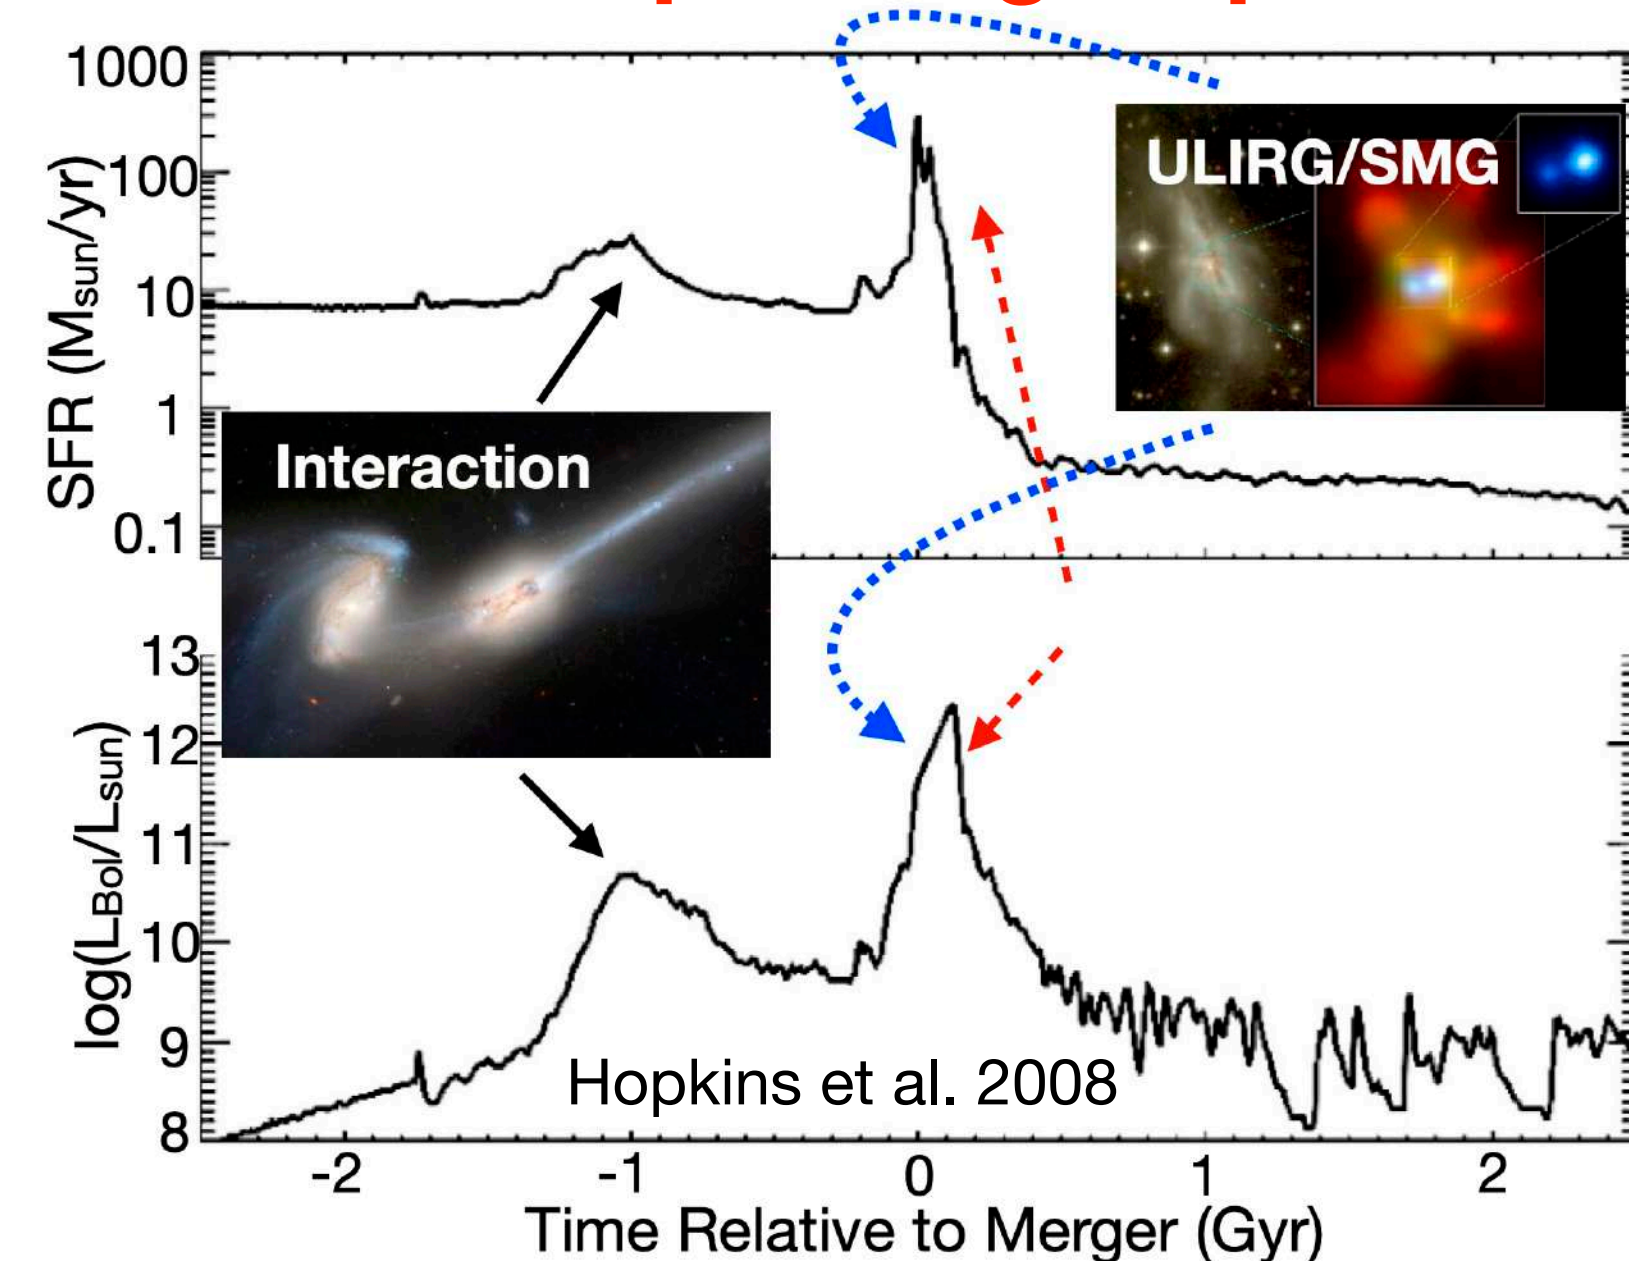 1000
100
10
1
0.1
SFR (Msun/yr)
ULIRG/SMG
Interaction
13
12
11
10
9
8
log(LBol/Lsun)
Hopkins et al. 2008
-2 -1 0 1 2
Time Relative to Merger (Gyr)